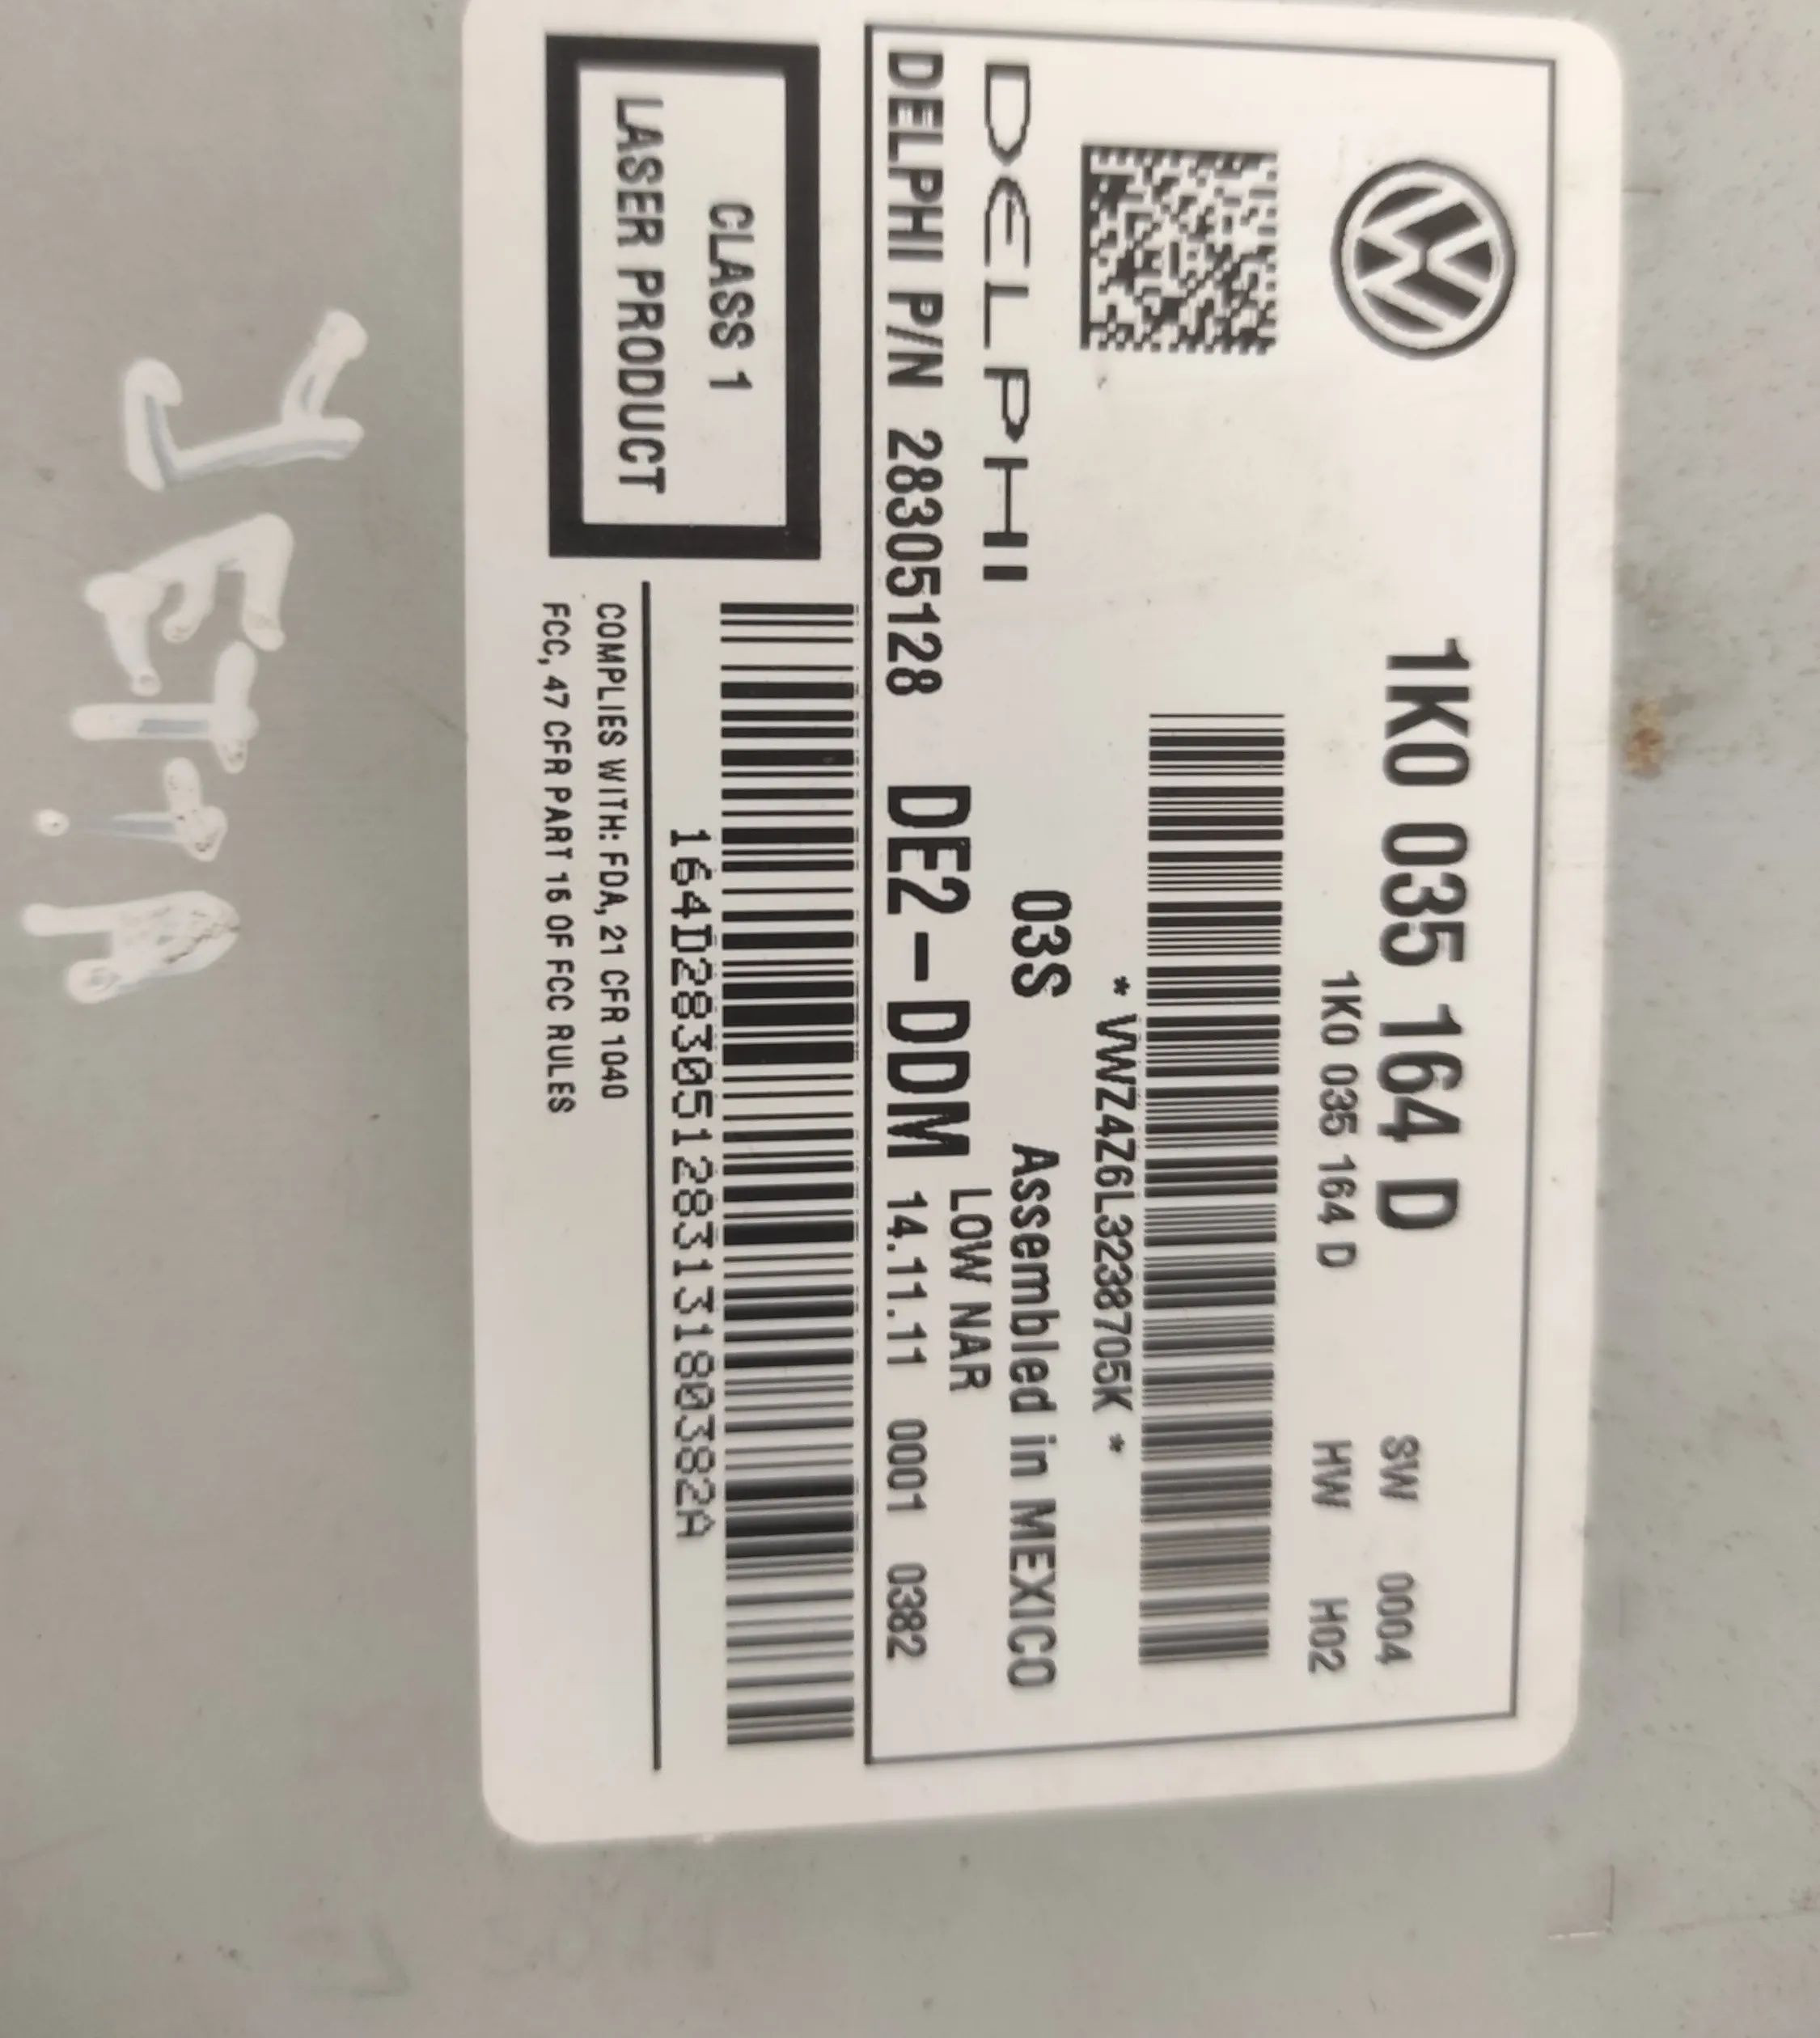 1K0 035 164 D
SW 0004
1K0 035 164 D
HW H02
* VWZ4Z6L3238705K *
DELPHI
03S
Assembled in MEXICO
LOW NAR
DELPHI P/N 28305128 DE2-DDM 14.11.11 0001 0382
CLASS 1
LASER PRODUCT
164D28305128313180382A
COMPLIES WITH: FDA, 21 CFR 1040
FCC, 47 CFR PART 15 OF FCC RULES
JETTA